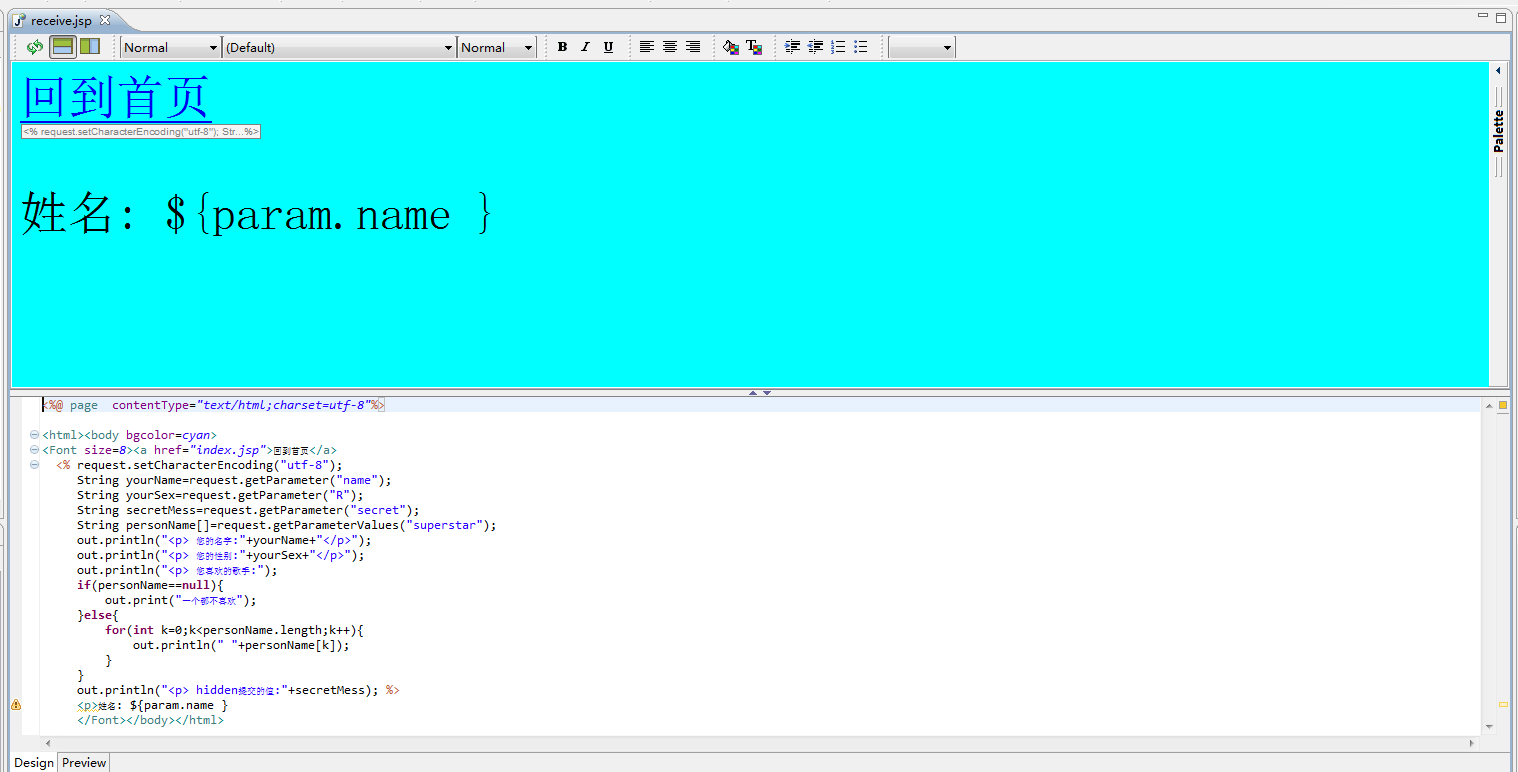 receive.jsp
Normal (Default) Normal B I U
回到首页
<% request.setCharacterEncoding("utf-8"); Str...%>
姓名: ${param.name }
Palette
<%@ page  contentType="text/html;charset=utf-8"%>
<html><body bgcolor=cyan>
<Font size=8><a href="index.jsp">回到首页</a>
<% request.setCharacterEncoding("utf-8");
String yourName=request.getParameter("name");
String yourSex=request.getParameter("R");
String secretMess=request.getParameter("secret");
String personName[]=request.getParameterValues("superstar");
out.println("<p> 您的名字:"+yourName+"</p>");
out.println("<p> 您的性别:"+yourSex+"</p>");
out.println("<p> 您喜欢的歌手:");
if(personName==null){
out.print("一个都不喜欢");
}else{
for(int k=0;k<personName.length;k++){
out.println(" "+personName[k]);
}
}
out.println("<p> hidden提交的值:"+secretMess); %>
<p>姓名: ${param.name }
</Font></body></html>
Design Preview